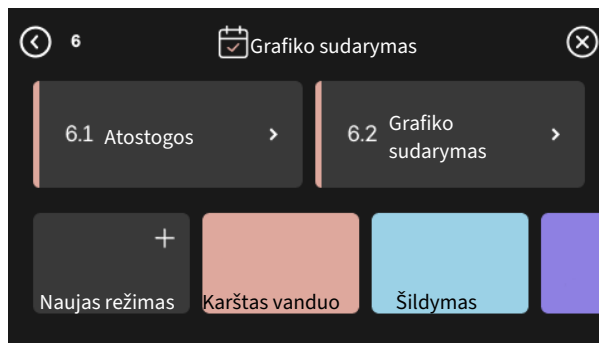 6 Grafiko sudarymas
6.1 Atostogos
6.2 Grafiko
sudarymas
Naujas režimas
Karštas vanduo
Šildymas